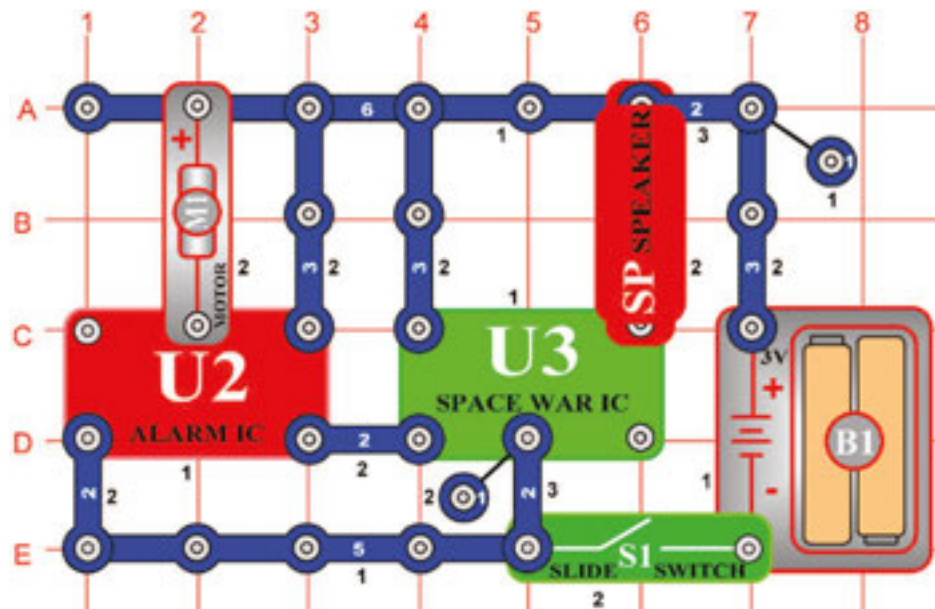 1 2 3 4 5 6 7 8
A 6 1 2 3 1 1
+
M1
MOTOR
2
B 3 2 3 2 SP SPEAKER 2 3 2
1
C
U2
ALARM IC
U3
SPACE WAR IC
3V
+
B1
-
D 2
1 2
2 2 2 1 2 3 1
E 5
1
S1
SLIDE SWITCH
2